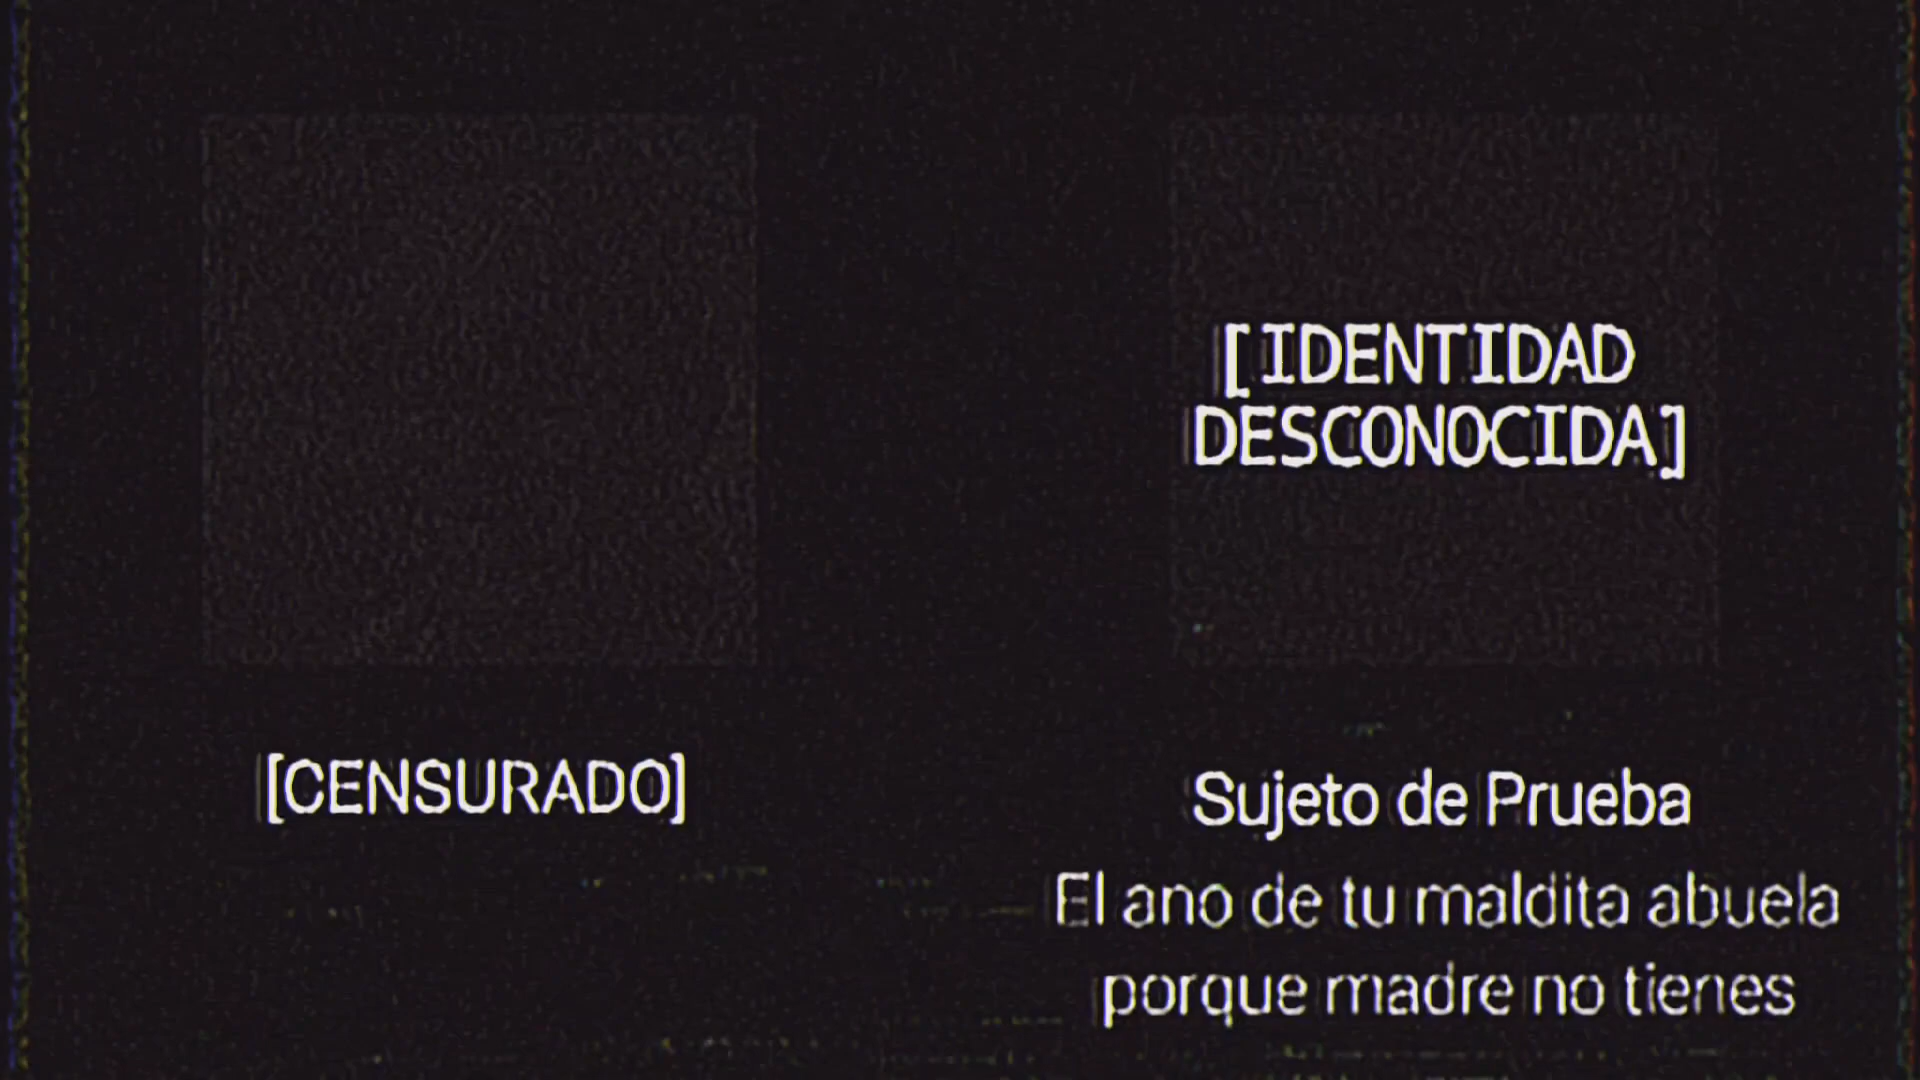 [IDENTIDAD
DESCONOCIDA]
[CENSURADO]
Sujeto de Prueba
El ano de tu maldita abuela
porque madre no tienes